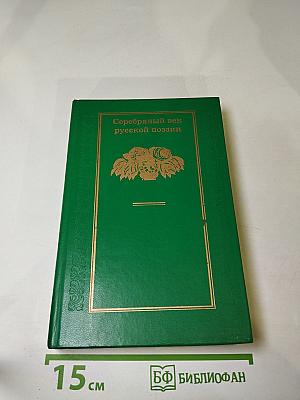 Серебряный век
русской поэзии
15 см
БФ БИБЛИОФАН